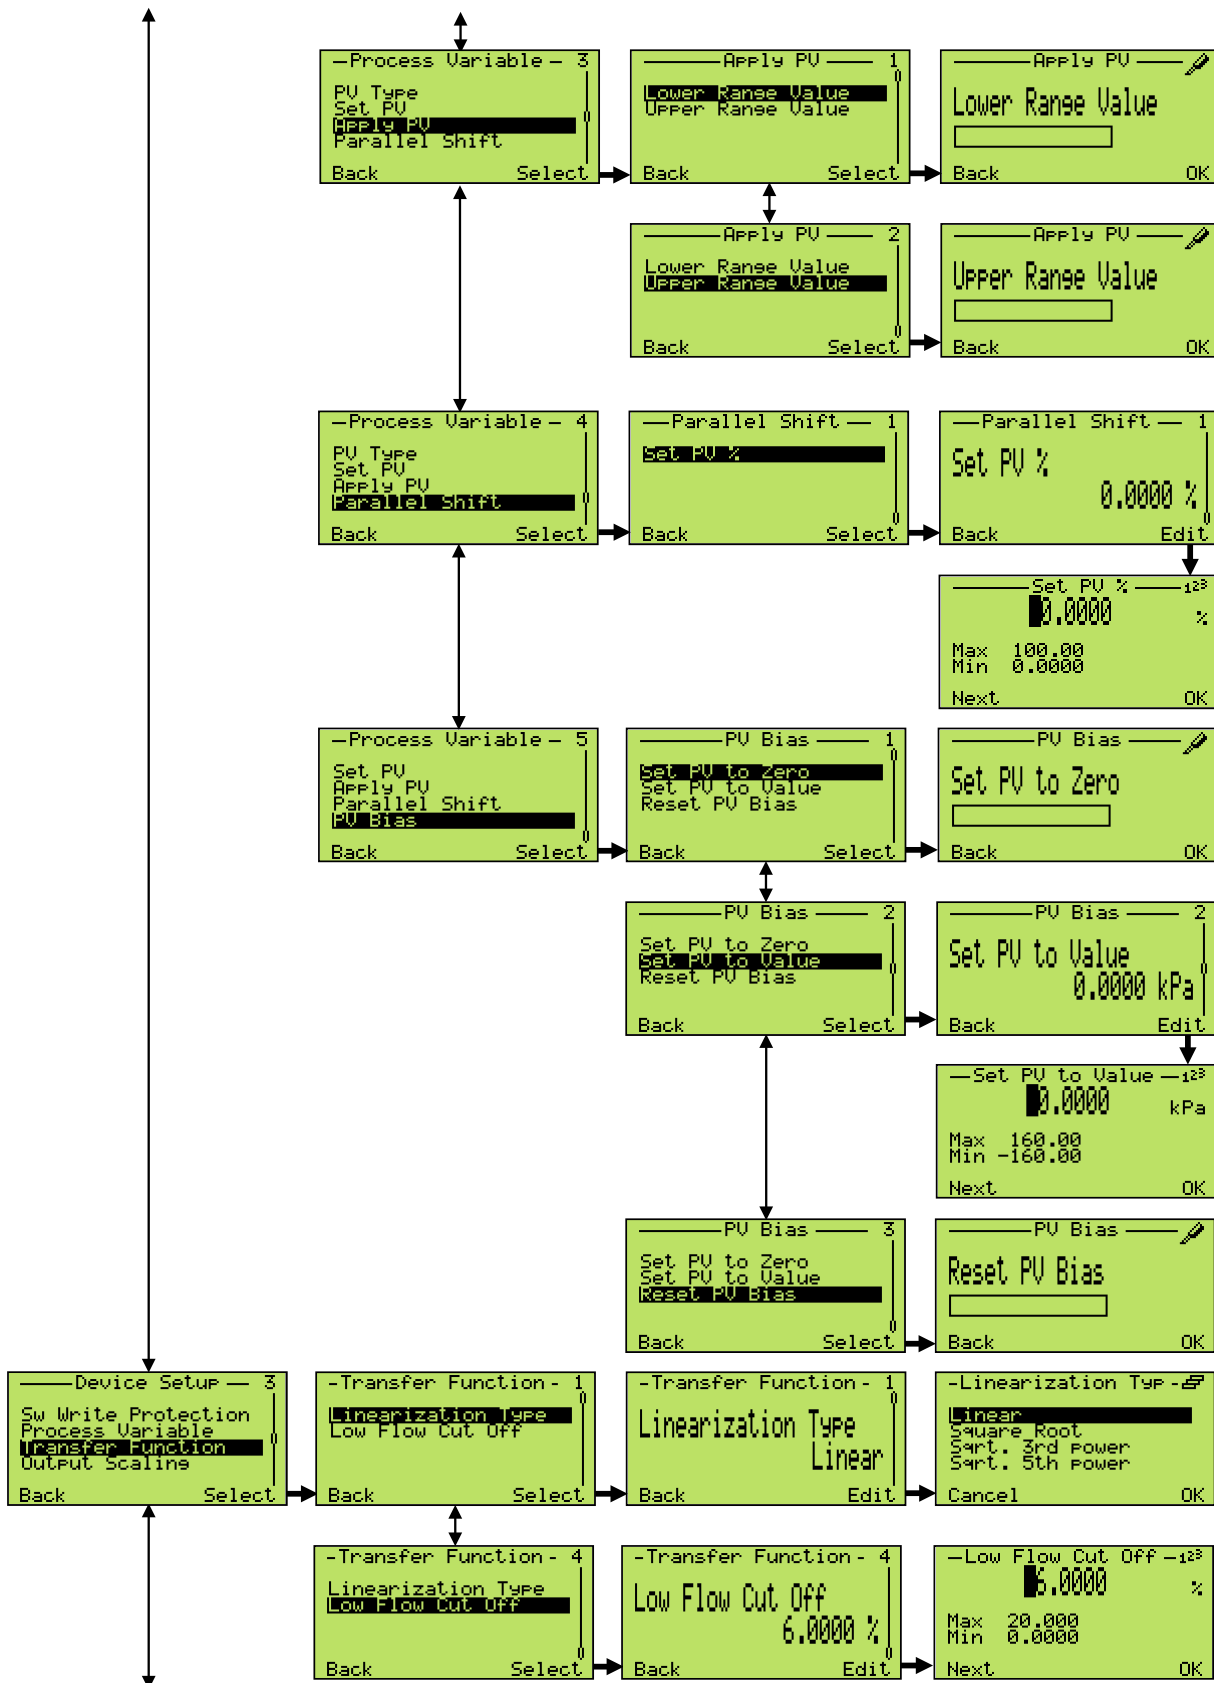 Process Variable 3
PV Type
Set PV
Apply PV
Parallel Shift
Back Select
Apply PV 1
Lower Range Value
Upper Range Value
Back Select
Apply PV
Lower Range Value
Back OK
Apply PV 2
Lower Range Value
Upper Range Value
Back Select
Apply PV
Upper Range Value
Back OK
Process Variable 4
PV Type
Set PV
Apply PV
Parallel Shift
Back Select
Parallel Shift 1
Set PV %
Back Select
Parallel Shift 1
Set PV %
0.0000 %
Back Edit
Set PV % 123
0.0000 %
Max 100.00
Min 0.0000
Next OK
Process Variable 5
Set PV
Apply PV
Parallel Shift
PV Bias
Back Select
PV Bias 1
Set PV to Zero
Set PV to Value
Reset PV Bias
Back Select
PV Bias
Set PV to Zero
Back OK
PV Bias 2
Set PV to Zero
Set PV to Value
Reset PV Bias
Back Select
PV Bias 2
Set PV to Value
0.0000 kPa
Back Edit
Set PV to Value 123
0.0000 kPa
Max 160.00
Min -160.00
Next OK
PV Bias 3
Set PV to Zero
Set PV to Value
Reset PV Bias
Back Select
PV Bias
Reset PV Bias
Back OK
Device Setup 3
Sw Write Protection
Process Variable
Transfer Function
Output Scaling
Back Select
-Transfer Function- 1
Linearization Type
Low Flow Cut Off
Back Select
-Transfer Function- 1
Linearization Type
Linear
Back Edit
-Linearization Typ-
Linear
Square Root
Sqrt. 3rd power
Sqrt. 5th power
Cancel OK
-Transfer Function- 4
Linearization Type
Low Flow Cut Off
Back Select
-Transfer Function- 4
Low Flow Cut Off
6.0000 %
Back Edit
Low Flow Cut Off 123
6.0000 %
Max 20.000
Min 0.0000
Next OK